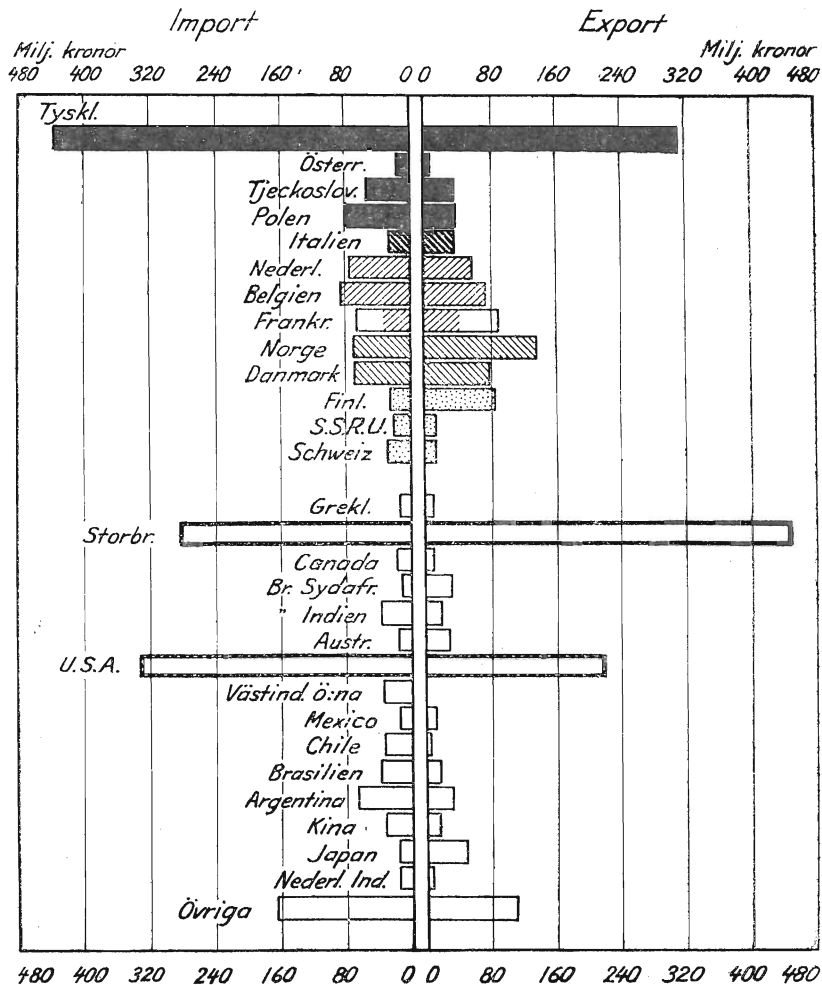 Import Export
Milj. kronor Milj. kronor
480 400 320 240 160 80 0 0 80 160 240 320 400 480
Tyskl.
Österr.
Tjeckoslov.
Polen
Italien
Nederl.
Belgien
Frankr.
Norge
Danmark
Finl.
S.S.R.U.
Schweiz
Grekl.
Storbr.
Canada
Br. Sydafr.
" Indien
Austr.
U.S.A.
Västind. ö:na
Mexico
Chile
Brasilien
Argentina
Kina
Japan
Nederl. Ind.
Övriga
480 400 320 240 160 80 0 0 80 160 240 320 400 480